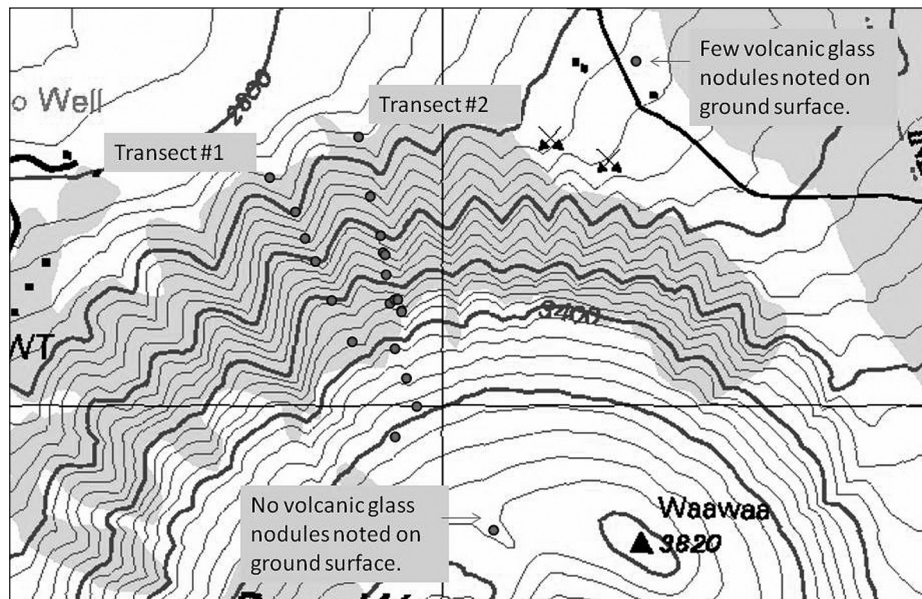 Few volcanic glass
nodules noted on
ground surface.
Well
2800
Transect #2
Transect #1
WT
3400
No volcanic glass
nodules noted on
ground surface.
Waawaa
3820